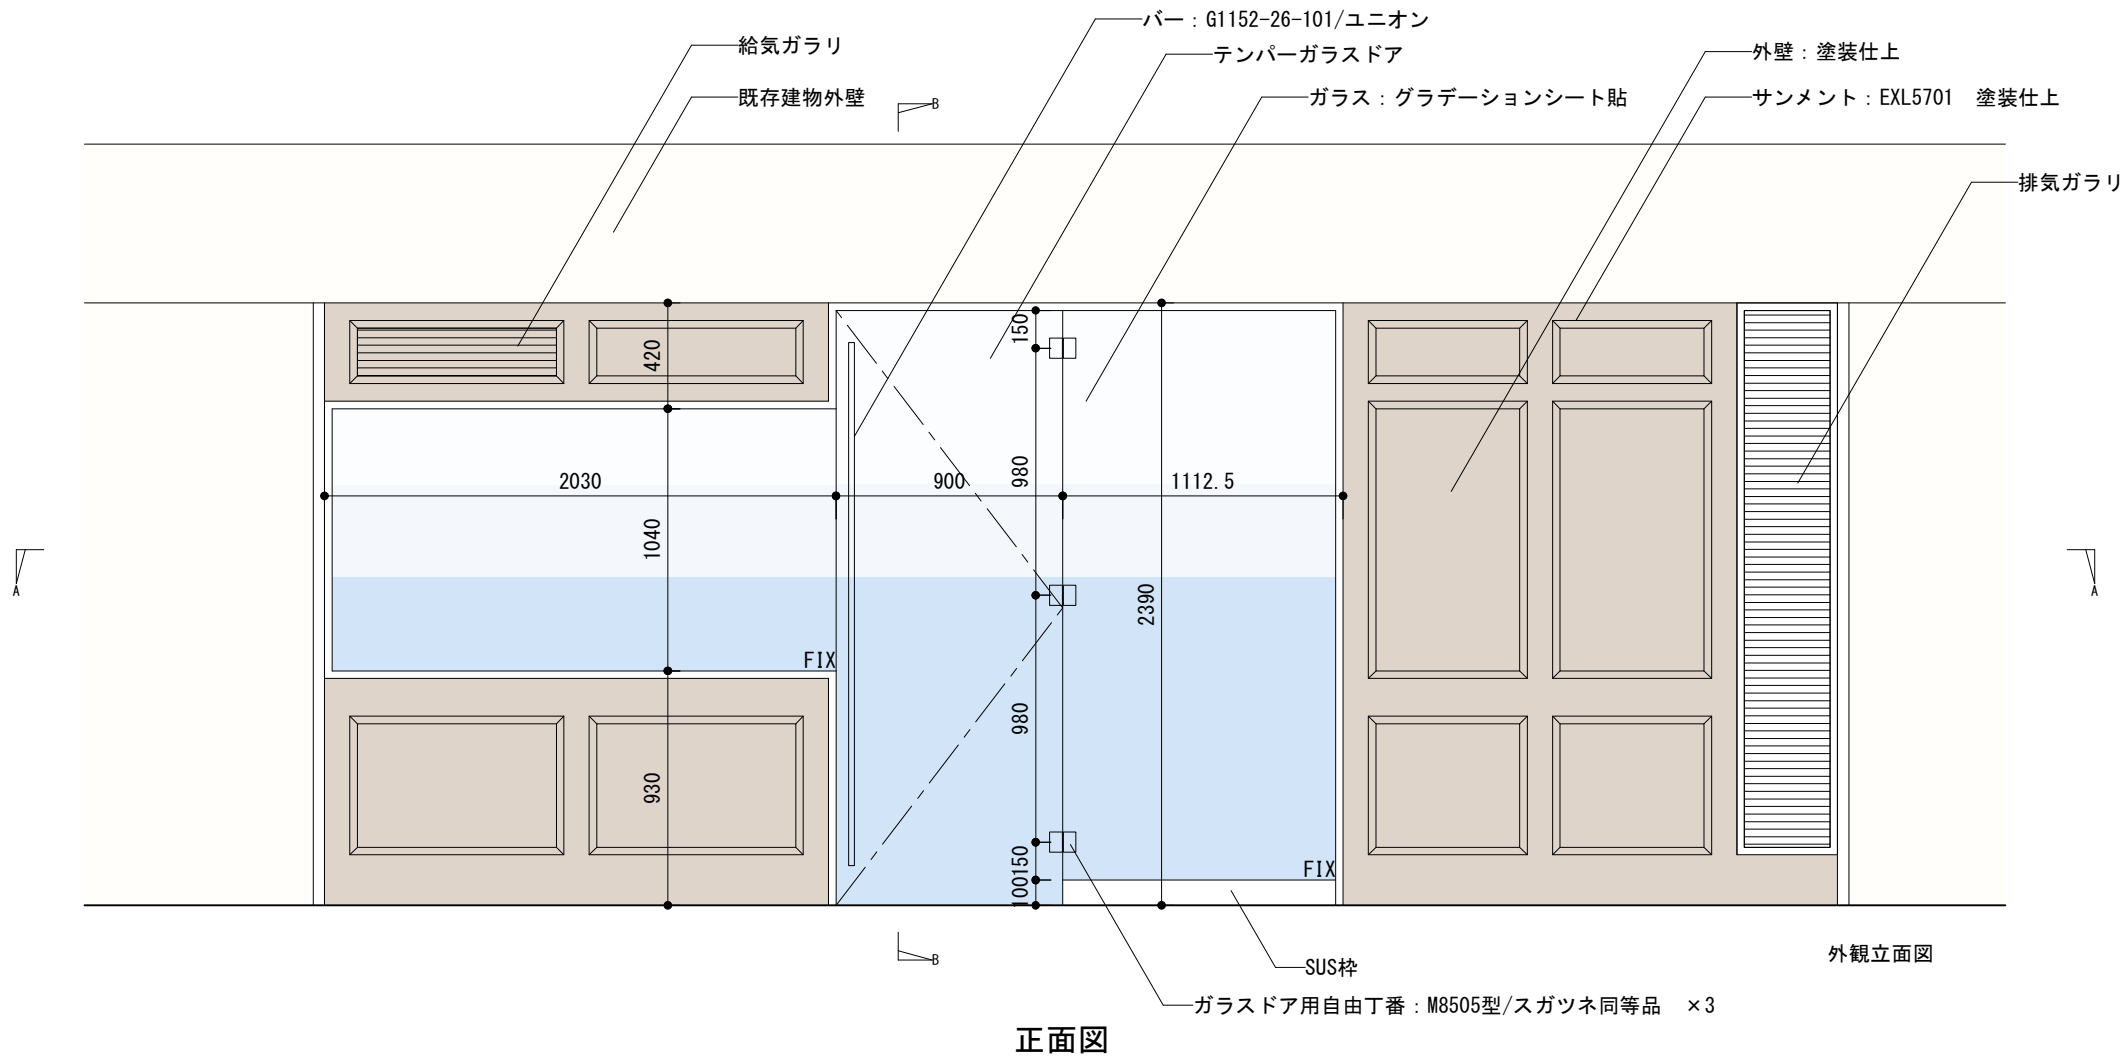 バー：G1152-26-101/ユニオン
給気ガラリ
テンパーガラスドア
外壁：塗装仕上
既存建物外壁
ガラス：グラデーションシート貼
サンメント：EXL5701　塗装仕上
B
排気ガラリ
150
420
980
2030
900
1112.5
1040
2390
A
A
FIX
980
930
150
FIX
100
外観立面図
B
SUS枠
ガラスドア用自由丁番：M8505型/スガツネ同等品　×3
正面図